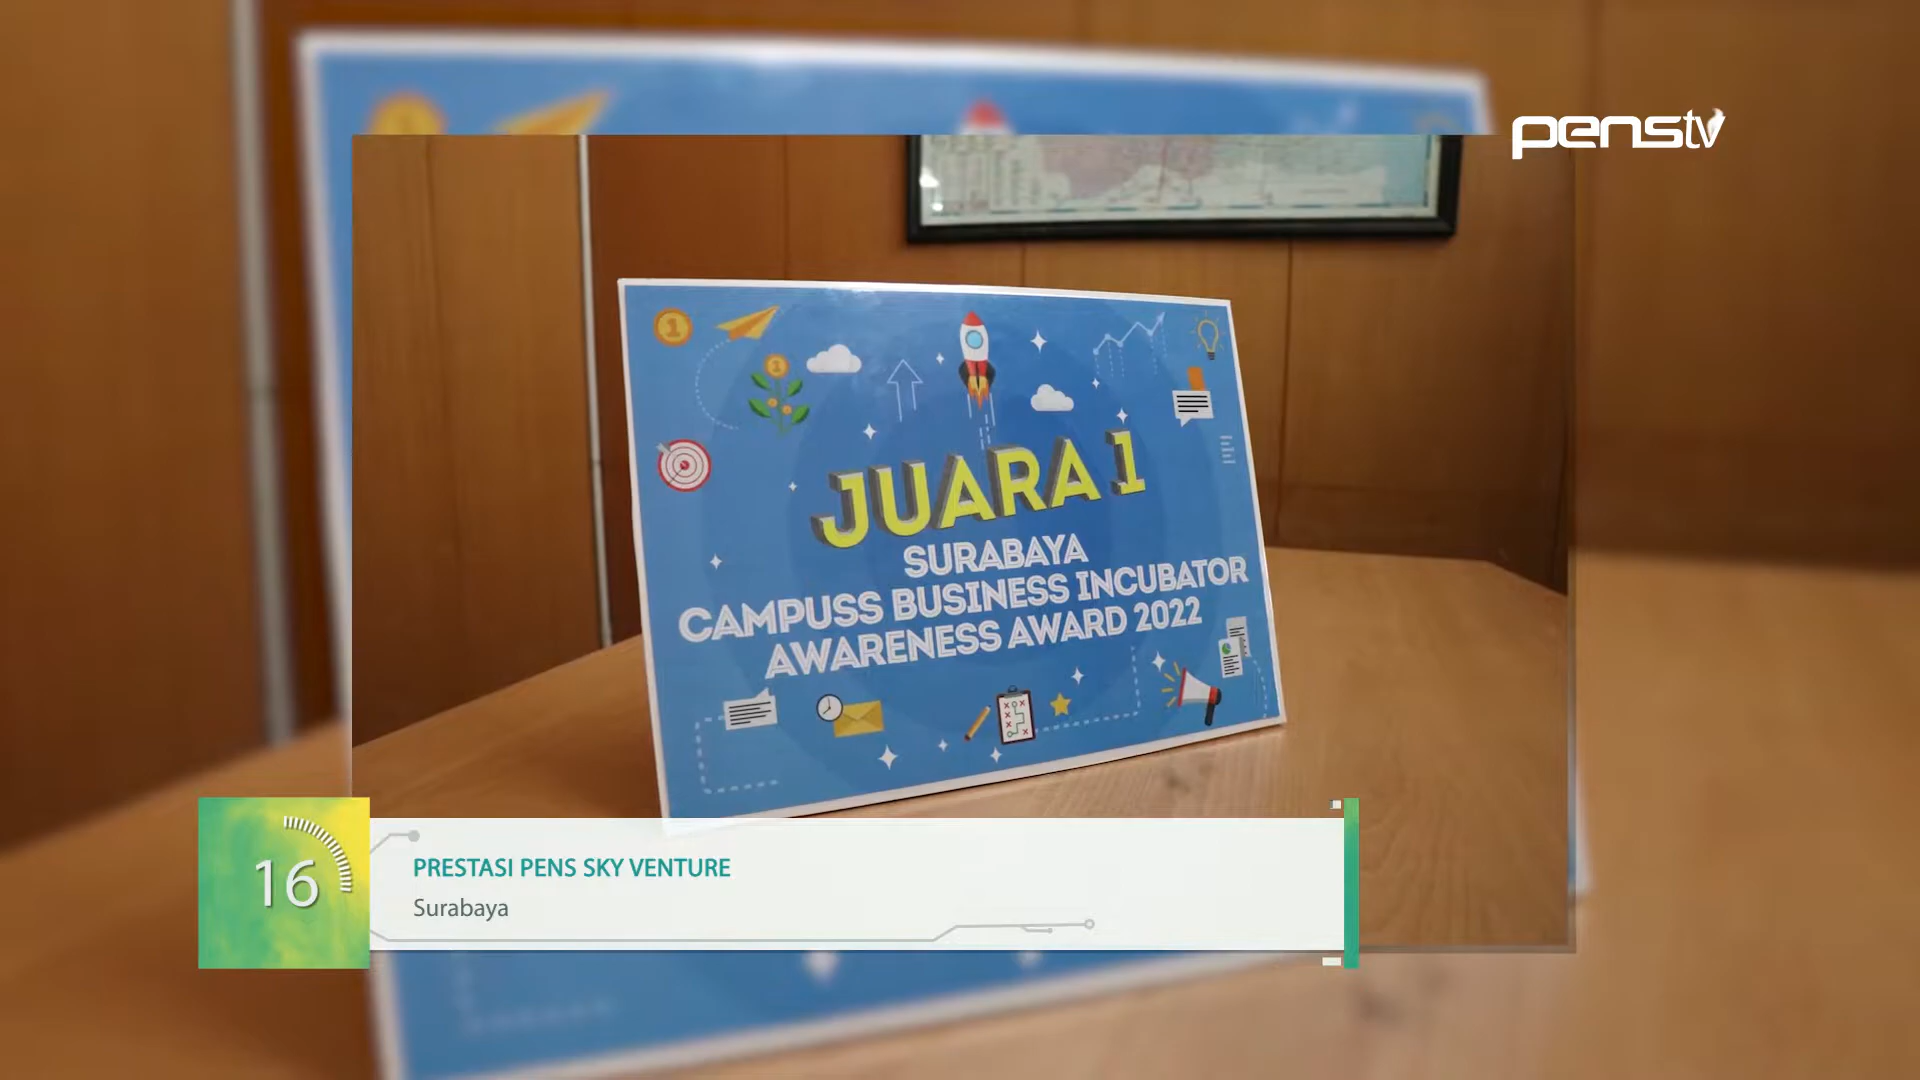 penstv
JUARA 1
SURABAYA
CAMPUSS BUSINESS INCUBATOR
AWARENESS AWARD 2022
16
PRESTASI PENS SKY VENTURE
Surabaya